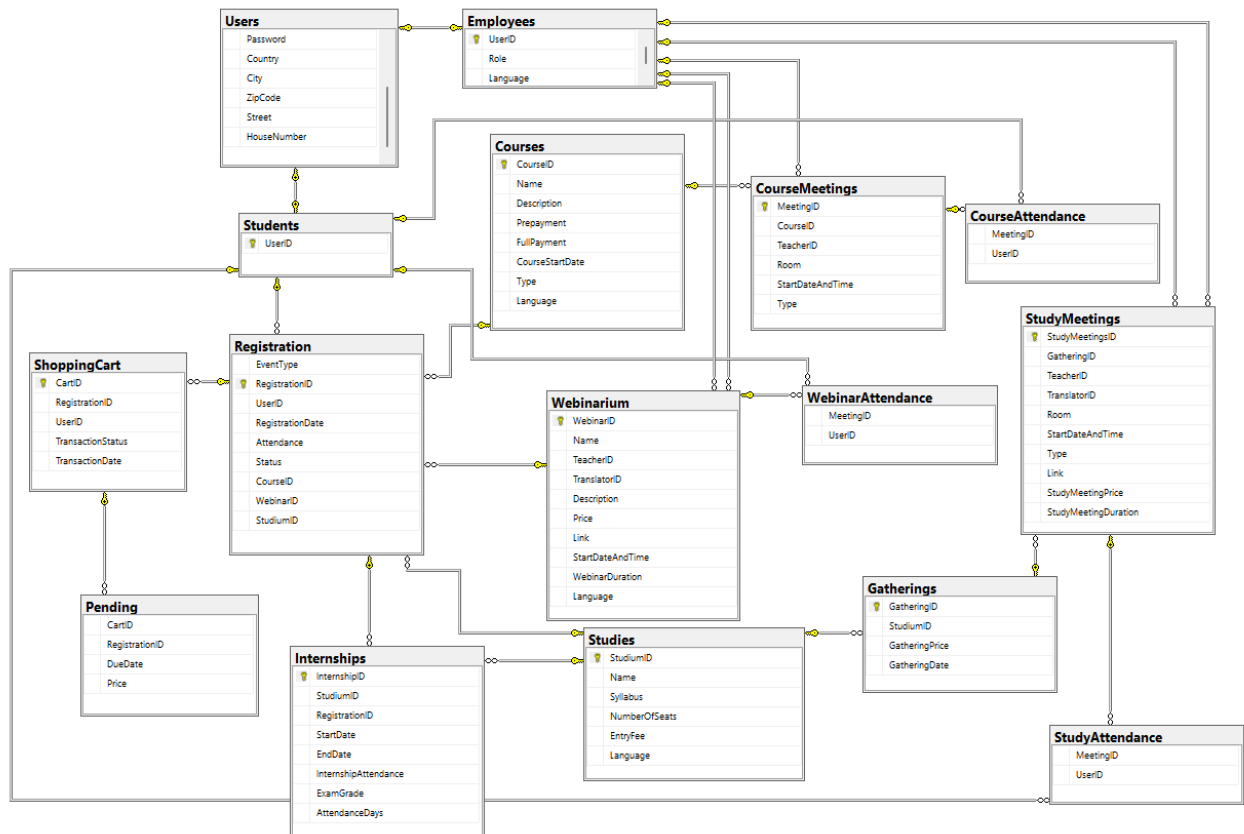 Users
Password
Country
City
ZipCode
Street
HouseNumber
Employees
UserID
Role
Language
Students
UserID
Courses
CourseID
Name
Description
Prepayment
FullPayment
CourseStartDate
Type
Language
CourseMeetings
MeetingID
CourseID
TeacherID
Room
StartDateAndTime
Type
CourseAttendance
MeetingID
UserID
StudyMeetings
StudyMeetingsID
GatheringID
TeacherID
TranslatorID
Room
StartDateAndTime
Type
Link
StudyMeetingPrice
StudyMeetingDuration
ShoppingCart
CartID
RegistrationID
UserID
TransactionStatus
TransactionDate
Registration
EventType
RegistrationID
UserID
RegistrationDate
Attendance
Status
CourseID
WebinarID
StudiumID
Webinarium
WebinarID
Name
TeacherID
TranslatorID
Description
Price
Link
StartDateAndTime
WebinarDuration
Language
WebinarAttendance
MeetingID
UserID
Pending
CartID
RegistrationID
DueDate
Price
Internships
InternshipID
StudiumID
RegistrationID
StartDate
EndDate
InternshipAttendance
ExamGrade
AttendanceDays
Studies
StudiumID
Name
Syllabus
NumberOfSeats
EntryFee
Language
Gatherings
GatheringID
StudiumID
GatheringPrice
GatheringDate
StudyAttendance
MeetingID
UserID